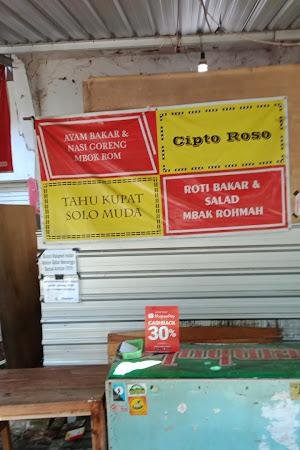 AYAM BAKAR &
NASI GORENG
MBOK ROM
Cipto Roso
TAHU KUPAT
SOLO MUDA
ROTI BAKAR &
SALAD
MBAK ROHMAH
ShopeePay
CASHBACK
30%